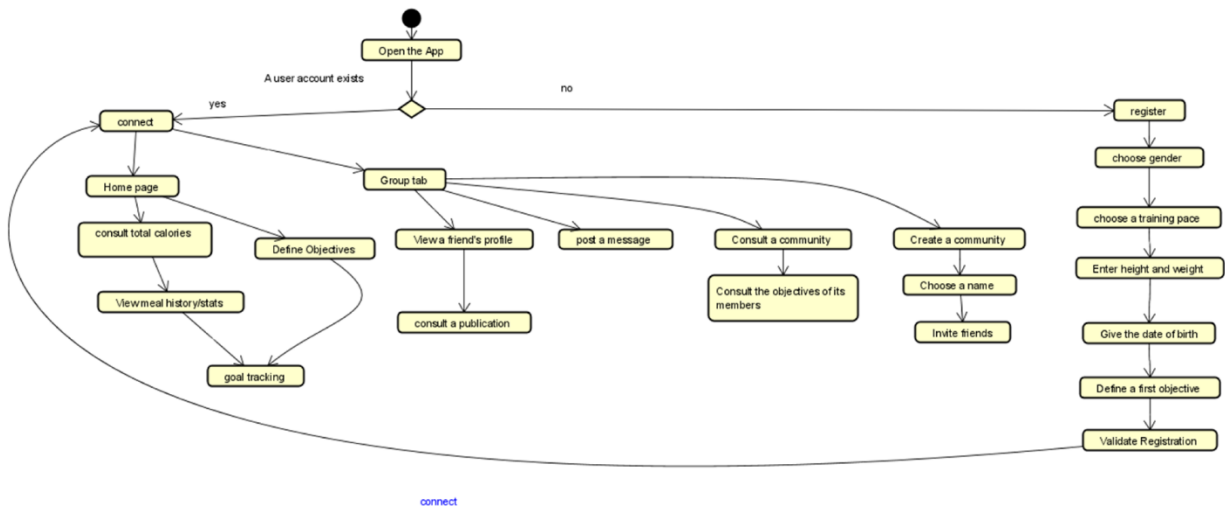 Open the App
A user account exists
yes
no
connect
register
choose gender
Home page
Group tab
choose a training pace
consult total calories
Define Objectives
View a friend's profile
post a message
Consult a community
Create a community
Enter height and weight
View meal history/stats
Consult the objectives of its
members
Choose a name
consult a publication
Invite friends
Give the date of birth
goal tracking
Define a first objective
Validate Registration
connect